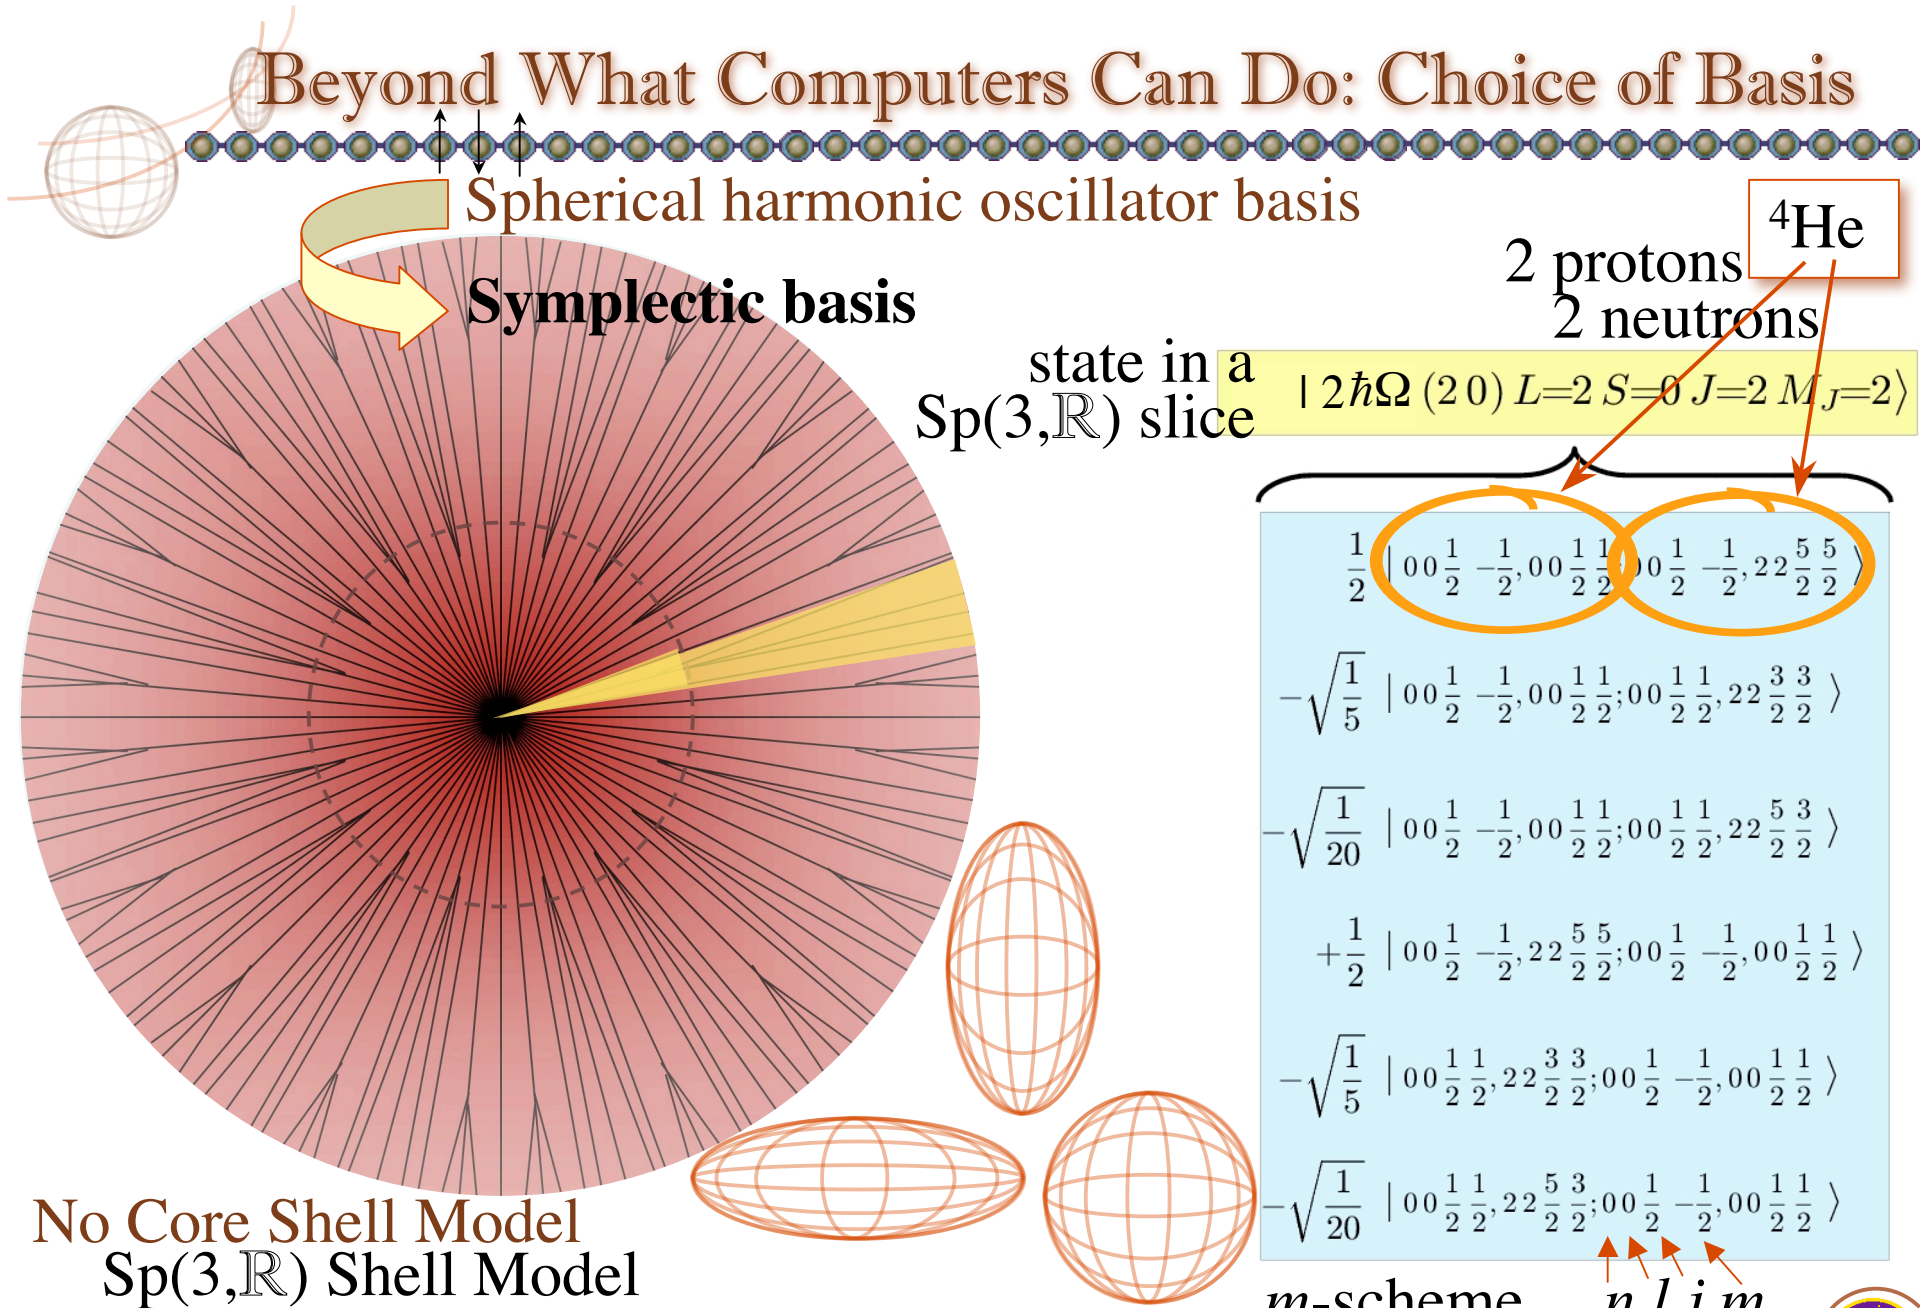 Beyond What Computers Can Do: Choice of Basis
Spherical harmonic oscillator basis
Symplectic basis
⁴He
2 protons
2 neutrons
state in a
Sp(3,ℝ) slice
| 2ħΩ (2 0) L=2 S=0 J=2 M_J=2⟩
1/2 | 0 0 1/2 −1/2, 0 0 1/2 1/2; 0 0 1/2 −1/2, 2 2 5/2 5/2 ⟩
−√(1/5) | 0 0 1/2 −1/2, 0 0 1/2 1/2; 0 0 1/2 1/2, 2 2 3/2 3/2 ⟩
−√(1/20) | 0 0 1/2 −1/2, 0 0 1/2 1/2; 0 0 1/2 1/2, 2 2 5/2 3/2 ⟩
+1/2 | 0 0 1/2 −1/2, 2 2 5/2 5/2; 0 0 1/2 −1/2, 0 0 1/2 1/2 ⟩
−√(1/5) | 0 0 1/2 1/2, 2 2 3/2 3/2; 0 0 1/2 −1/2, 0 0 1/2 1/2 ⟩
−√(1/20) | 0 0 1/2 1/2, 2 2 5/2 3/2; 0 0 1/2 −1/2, 0 0 1/2 1/2 ⟩
m-scheme n l j m
No Core Shell Model
Sp(3,ℝ) Shell Model